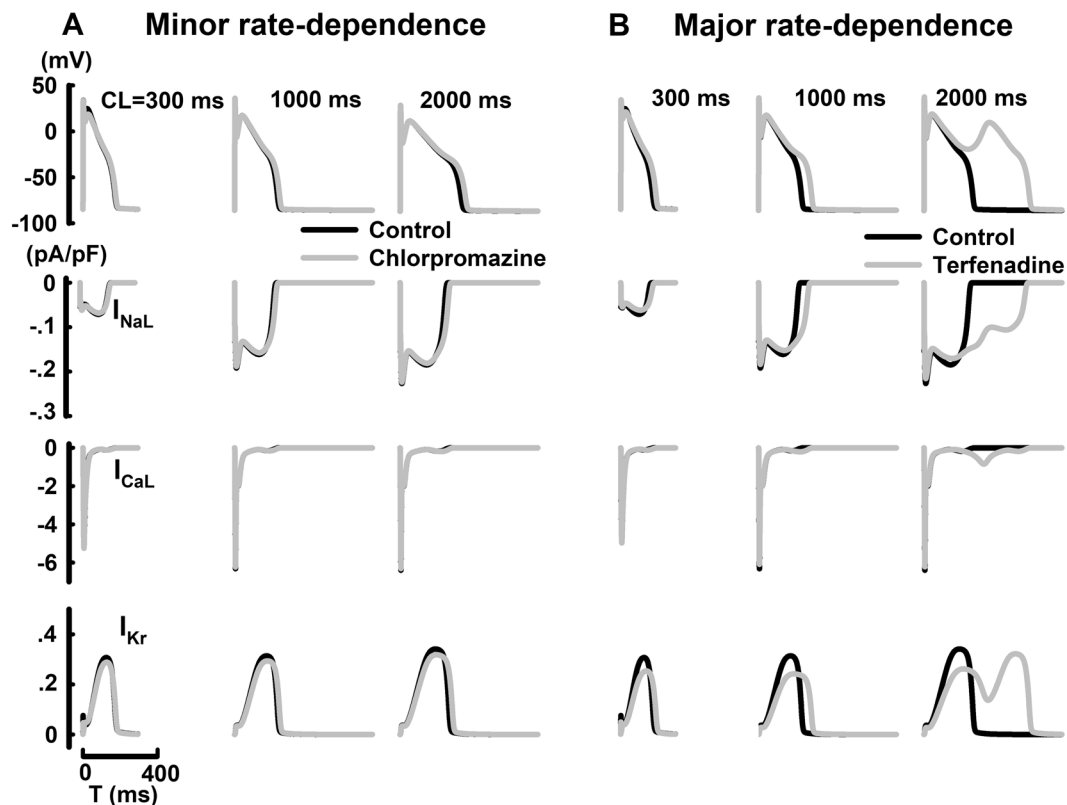 A Minor rate-dependence
B Major rate-dependence
(mV)
50
0
-50
-100
CL=300 ms
1000 ms
2000 ms
300 ms
1000 ms
2000 ms
Control
Chlorpromazine
Control
Terfenadine
(pA/pF)
0
-.1
-.2
-.3
INaL
0
-2
-4
-6
ICaL
.4
.2
0
IKr
0 400
T (ms)